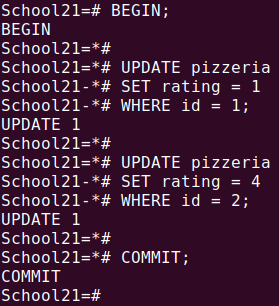 School21=# BEGIN;
BEGIN
School21=*#
School21=*# UPDATE pizzeria
School21-*# SET rating = 1
School21-*# WHERE id = 1;
UPDATE 1
School21=*#
School21=*# UPDATE pizzeria
School21-*# SET rating = 4
School21-*# WHERE id = 2;
UPDATE 1
School21=*#
School21=*# COMMIT;
COMMIT
School21=#